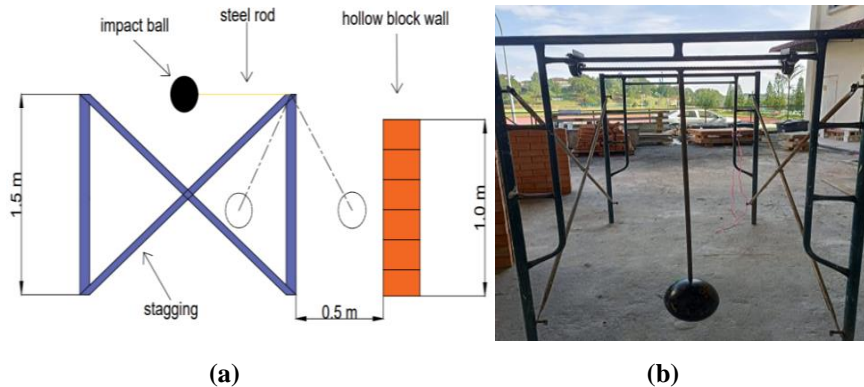 impact ball
steel rod
hollow block wall
1.5 m
1.0 m
0.5 m
stagging
(a)
(b)